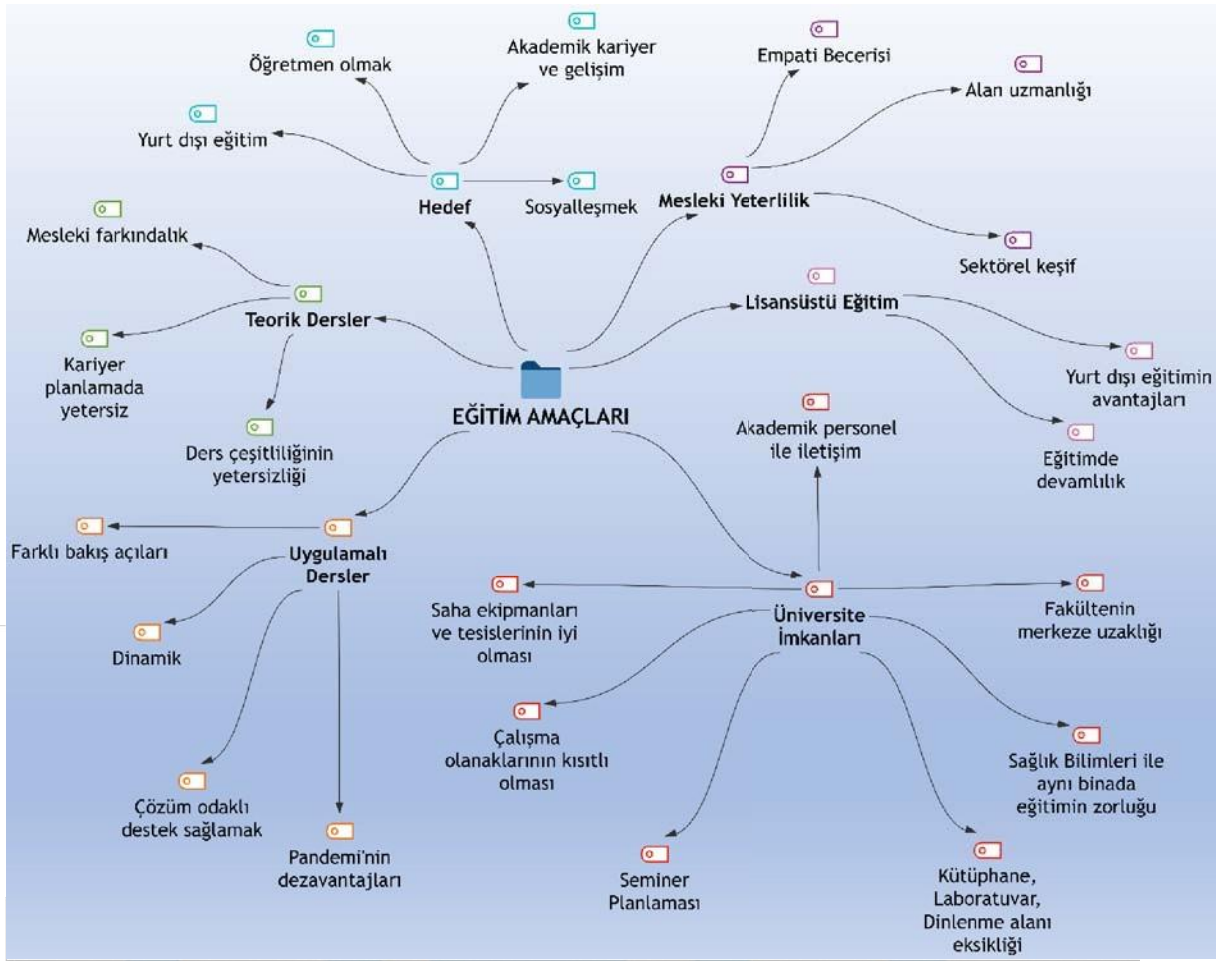 Öğretmen olmak
Akademik kariyer
ve gelişim
Empati Becerisi
Alan uzmanlığı
Yurt dışı eğitim
Hedef
Sosyalleşmek
Mesleki Yeterlilik
Mesleki farkındalık
Sektörel keşif
Teorik Dersler
Lisansüstü Eğitim
Kariyer
planlamada
yetersiz
Yurt dışı eğitimin
avantajları
EĞİTİM AMAÇLARI
Akademik personel
ile iletişim
Ders çeşitliliğinin
yetersizliği
Eğitimde
devamlılık
Farklı bakış açıları
Uygulamalı
Dersler
Saha ekipmanları
ve tesislerinin iyi
olması
Üniversite
İmkanları
Fakültenin
merkeze uzaklığı
Dinamik
Çalışma
olanaklarının kısıtlı
olması
Sağlık Bilimleri ile
aynı binada
eğitimin zorluğu
Çözüm odaklı
destek sağlamak
Pandemi'nin
dezavantajları
Seminer
Planlaması
Kütüphane,
Laboratuvar,
Dinlenme alanı
eksikliği